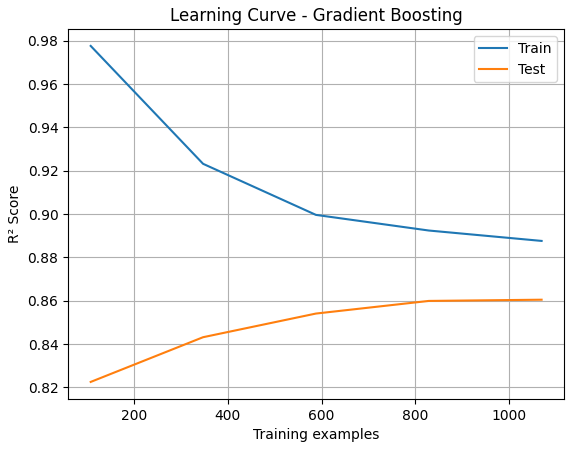 Learning Curve - Gradient Boosting
Train
Test
R² Score
0.98
0.96
0.94
0.92
0.90
0.88
0.86
0.84
0.82
200 400 600 800 1000
Training examples